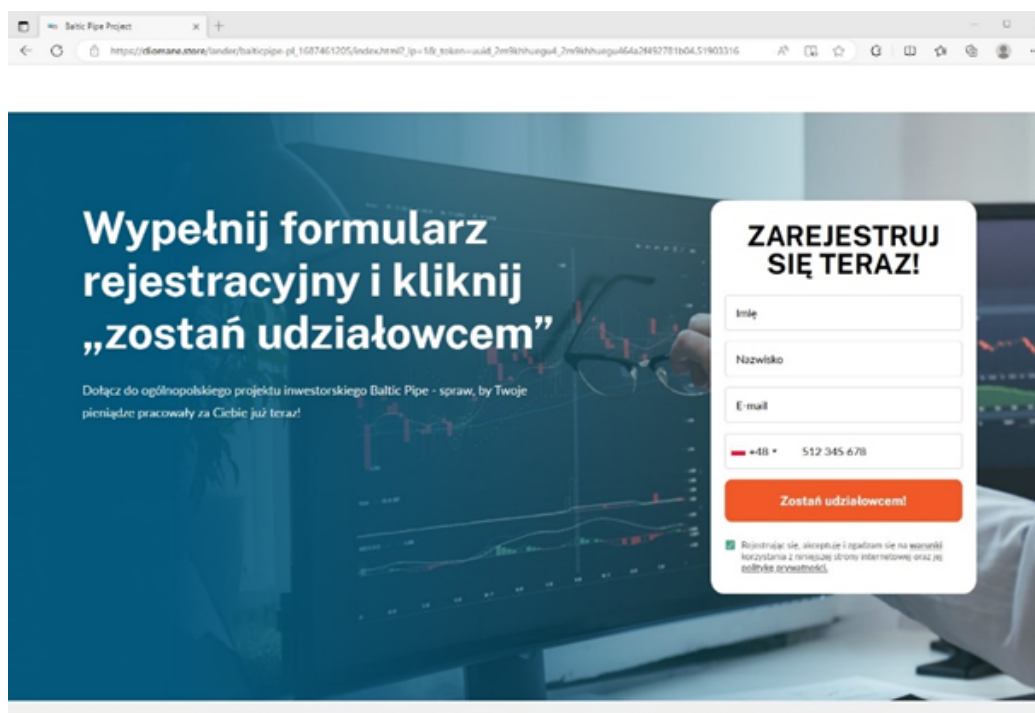 Baltic Pipe Project
Wypełnij formularz
rejestracyjny i kliknij
„zostań udziałowcem”
Dołącz do ogólnopolskiego projektu inwestorskiego Baltic Pipe - spraw, by Twoje
pieniądze pracowały za Ciebie już teraz!
ZAREJESTRUJ
SIĘ TERAZ!
Imię
Nazwisko
E-mail
+48 512 345 678
Zostań udziałowcem!
Rejestrując się, akceptuję i zgadzam się na warunki
korzystania z niniejszej strony internetowej oraz jej
politykę prywatności.